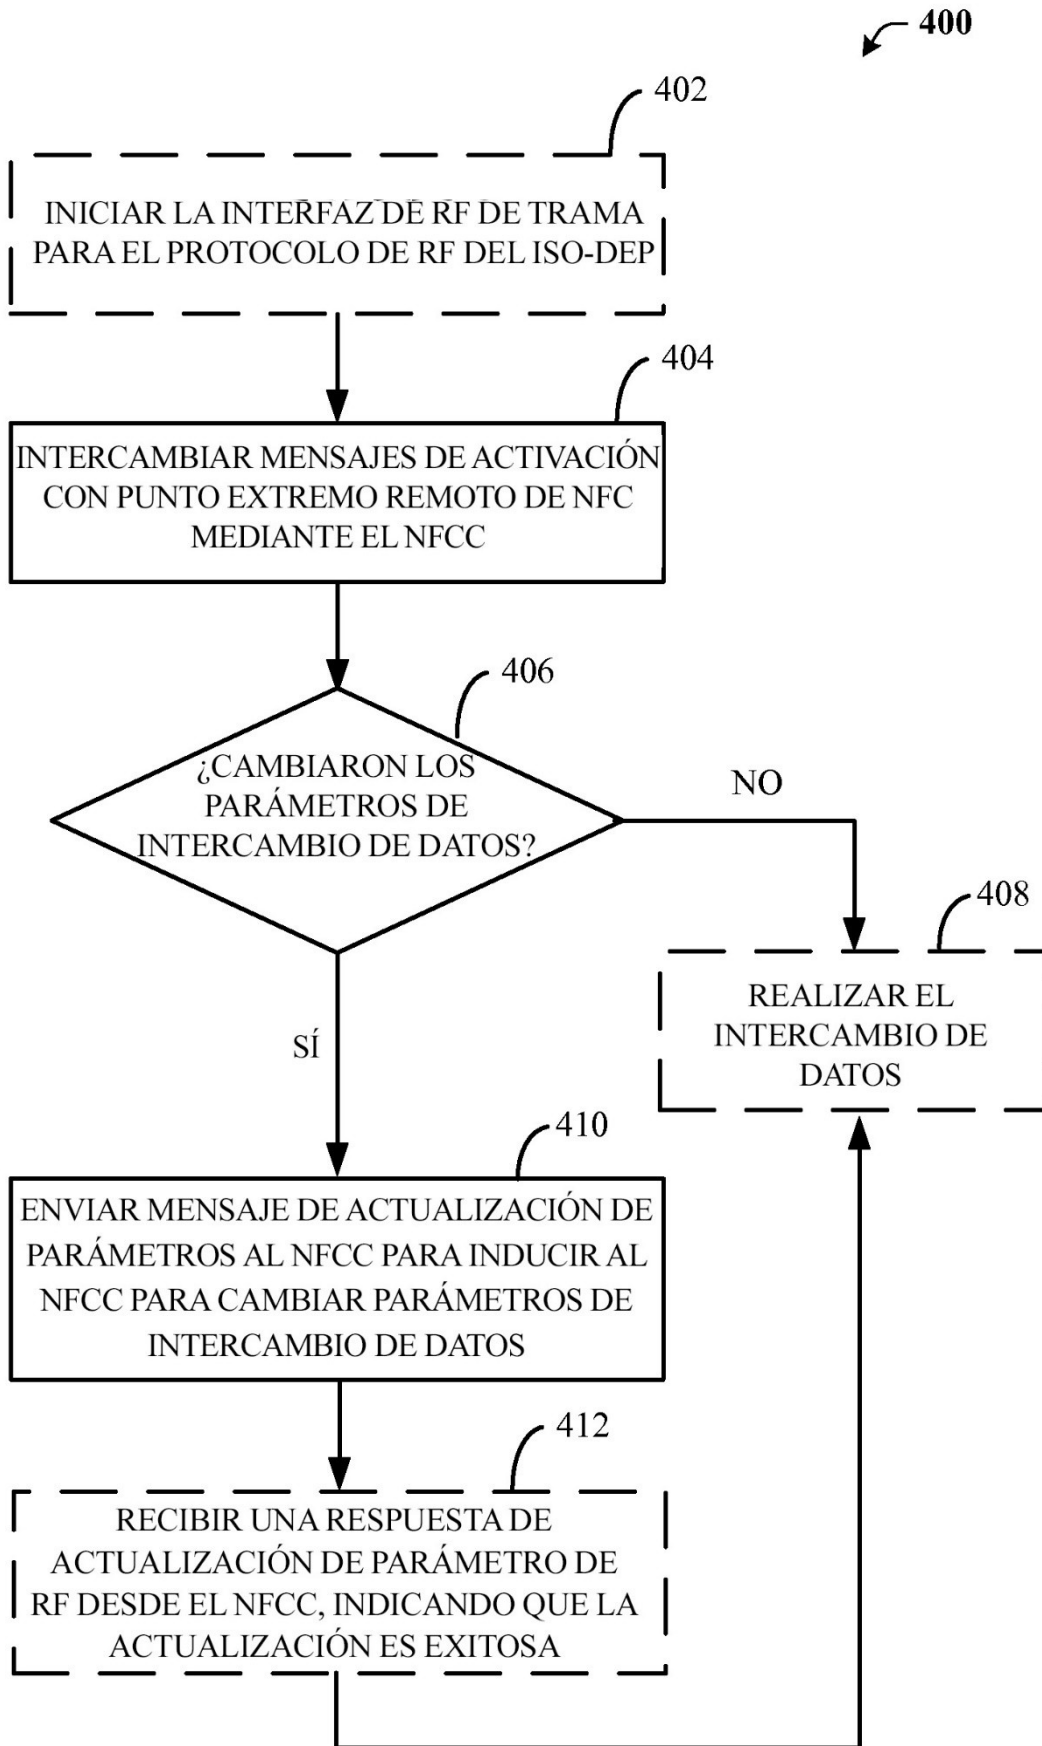 400
402
INICIAR LA INTERFAZ DE RF DE TRAMA
PARA EL PROTOCOLO DE RF DEL ISO-DEP
404
INTERCAMBIAR MENSAJES DE ACTIVACIÓN
CON PUNTO EXTREMO REMOTO DE NFC
MEDIANTE EL NFCC
406
¿CAMBIARON LOS
PARÁMETROS DE
INTERCAMBIO DE DATOS?
NO
408
REALIZAR EL
INTERCAMBIO DE
DATOS
SÍ
410
ENVIAR MENSAJE DE ACTUALIZACIÓN DE
PARÁMETROS AL NFCC PARA INDUCIR AL
NFCC PARA CAMBIAR PARÁMETROS DE
INTERCAMBIO DE DATOS
412
RECIBIR UNA RESPUESTA DE
ACTUALIZACIÓN DE PARÁMETRO DE
RF DESDE EL NFCC, INDICANDO QUE LA
ACTUALIZACIÓN ES EXITOSA